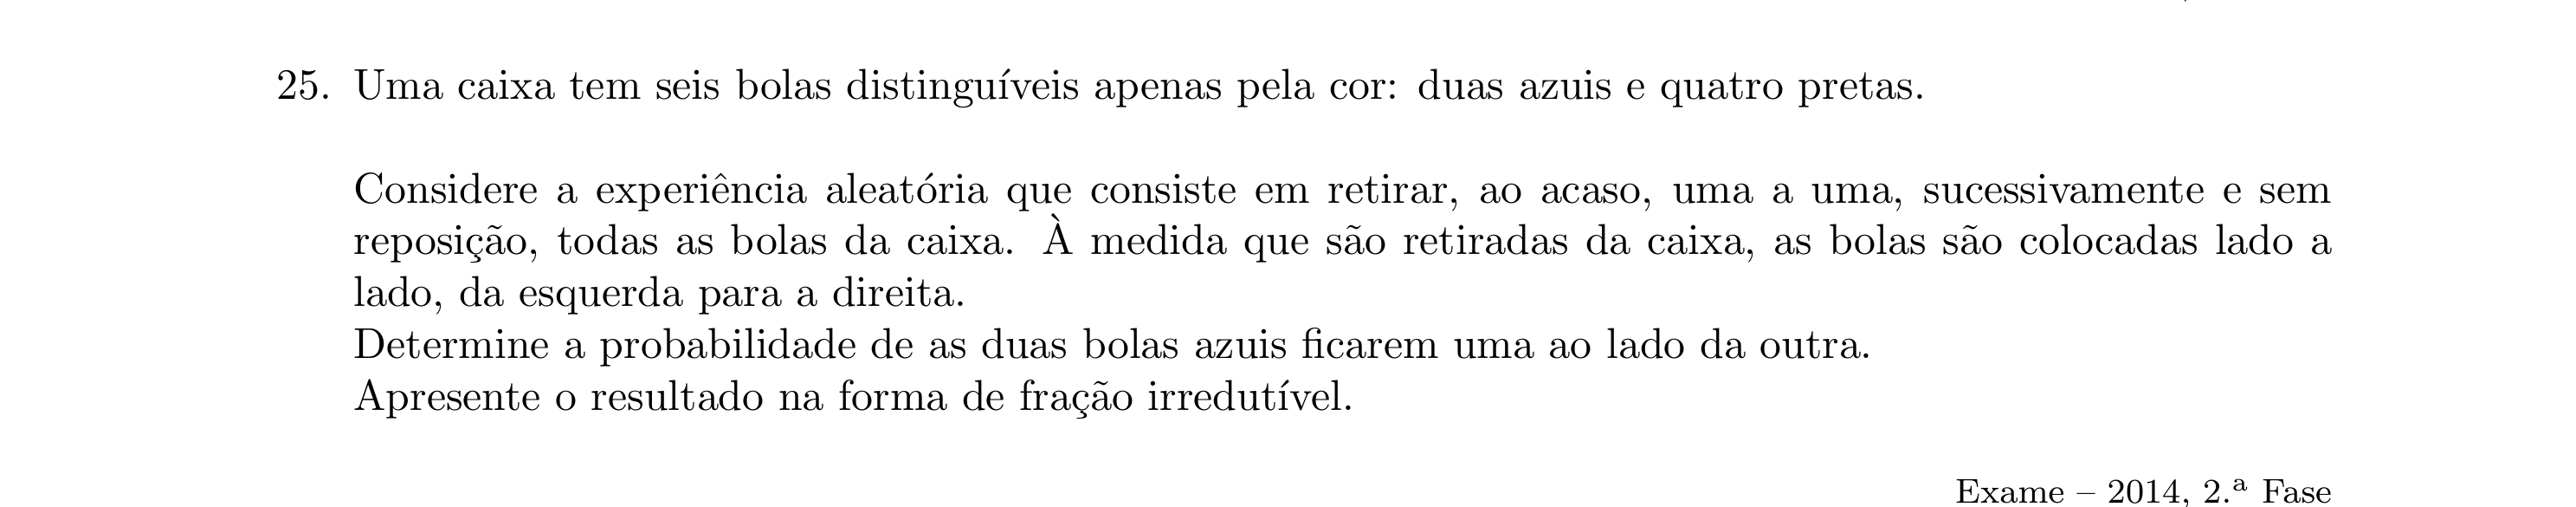 25. Uma caixa tem seis bolas distinguíveis apenas pela cor: duas azuis e quatro pretas.
Considere a experiência aleatória que consiste em retirar, ao acaso, uma a uma, sucessivamente e sem
reposição, todas as bolas da caixa. À medida que são retiradas da caixa, as bolas são colocadas lado a
lado, da esquerda para a direita.
Determine a probabilidade de as duas bolas azuis ficarem uma ao lado da outra.
Apresente o resultado na forma de fração irredutível.
Exame – 2014, 2.ª Fase